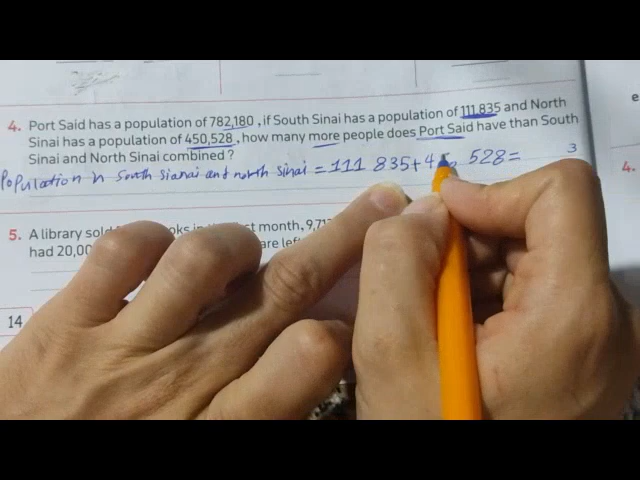 4. Port Said has a population of 782,180 , if South Sinai has a population of 111,835 and North
Sinai has a population of 450,528 , how many more people does Port Said have than South
Sinai and North Sinai combined ?
Population in South Sianai and north sinai = 111 835 + 4 528 =
3
5. A library sold ooks in st month, 9,71
had 20,00 are lef
14
4.
e